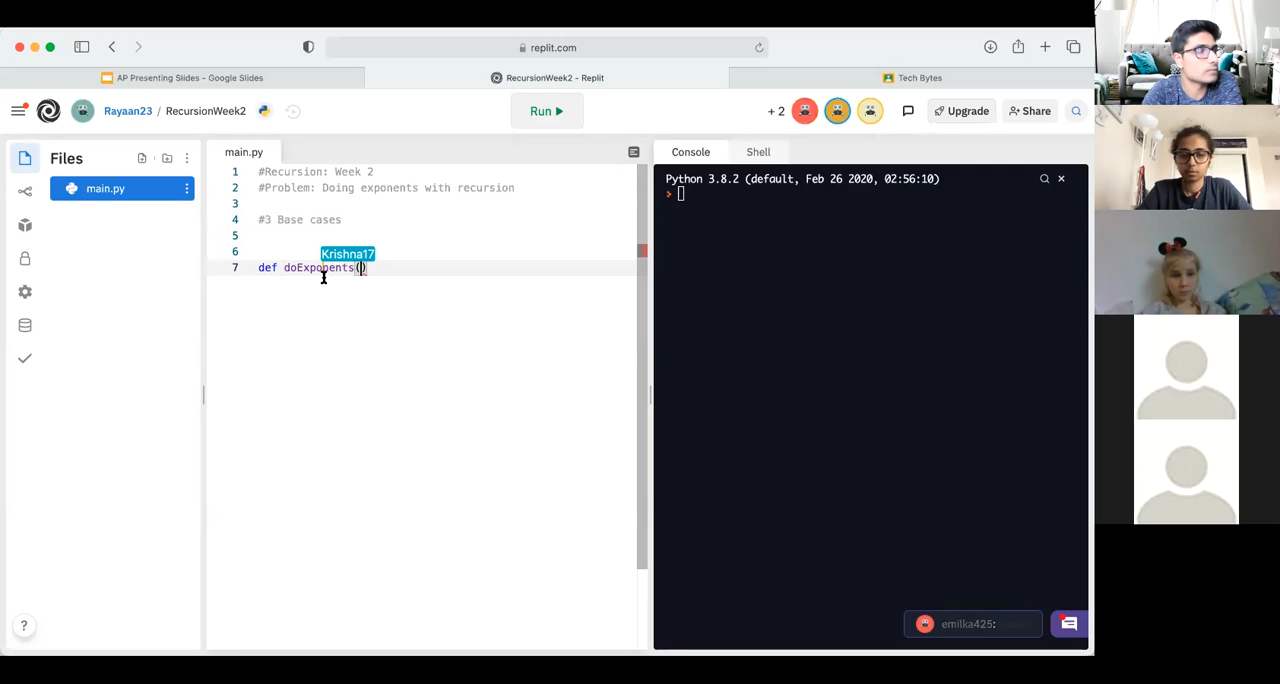 replit.com
AP Presenting Slides - Google Slides
RecursionWeek2 - Replit
Tech Bytes
Rayaan23 / RecursionWeek2
Run
+ 2
Upgrade
Share
Files
main.py
main.py
1 #Recursion: Week 2
2 #Problem: Doing exponents with recursion
3
4 #3 Base cases
5
6
Krishna17
7 def doExponents()
Console
Shell
Python 3.8.2 (default, Feb 26 2020, 02:56:10)
>
emilka425:
?